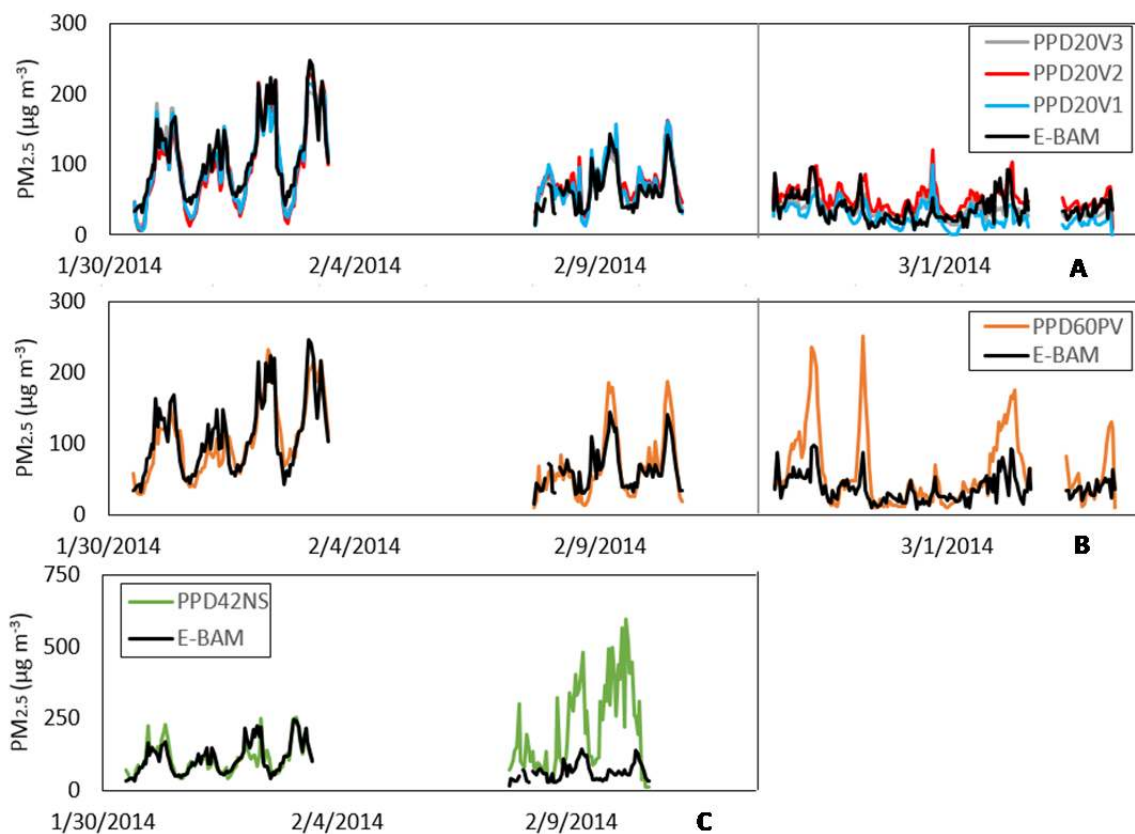 300
200
100
0
PM2.5 (µg m⁻³)
PPD20V3
PPD20V2
PPD20V1
E-BAM
1/30/2014
2/4/2014
2/9/2014
3/1/2014
A
300
200
100
0
PM2.5 (µg m⁻³)
PPD60PV
E-BAM
1/30/2014
2/4/2014
2/9/2014
3/1/2014
B
750
500
250
0
PM2.5 (µg m⁻³)
PPD42NS
E-BAM
1/30/2014
2/4/2014
2/9/2014
C